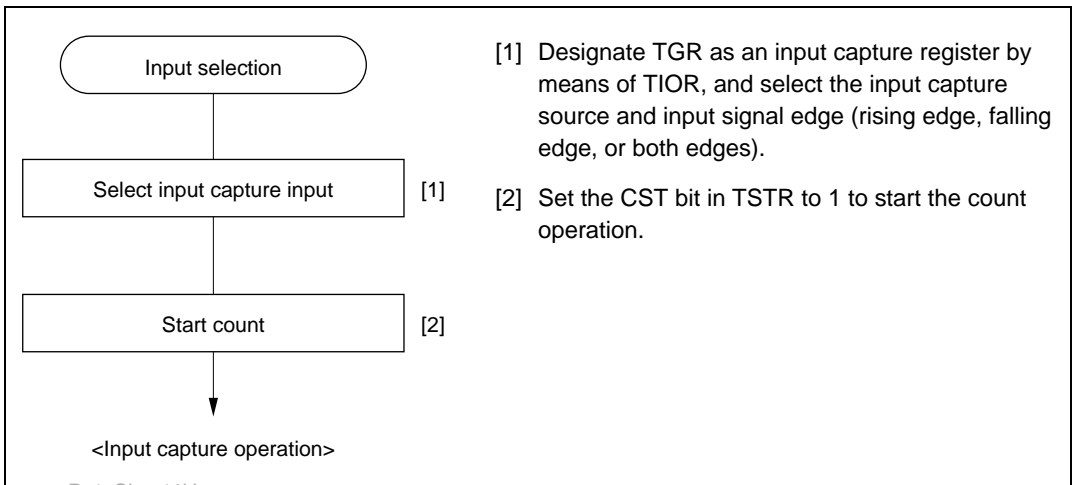 Input selection
Select input capture input [1]
Start count [2]
<Input capture operation>
[1] Designate TGR as an input capture register by
means of TIOR, and select the input capture
source and input signal edge (rising edge, falling
edge, or both edges).
[2] Set the CST bit in TSTR to 1 to start the count
operation.